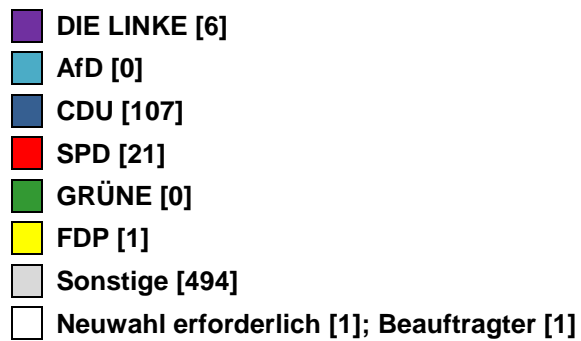 DIE LINKE [6]
AfD [0]
CDU [107]
SPD [21]
GRÜNE [0]
FDP [1]
Sonstige [494]
Neuwahl erforderlich [1]; Beauftragter [1]